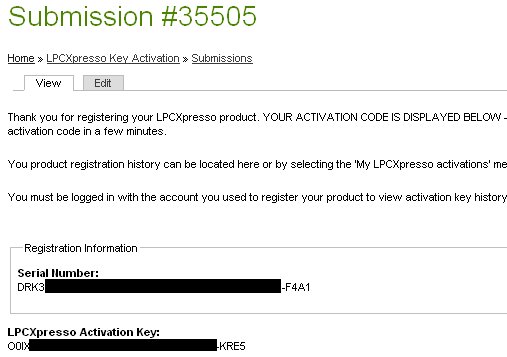 Submission #35505
Home » LPCXpresso Key Activation » Submissions
View Edit
Thank you for registering your LPCXpresso product. YOUR ACTIVATION CODE IS DISPLAYED BELOW -
activation code in a few minutes.
You product registration history can be located here or by selecting the 'My LPCXpresso activations' me
You must be logged in with the account you used to register your product to view activation key history
Registration Information
Serial Number:
DRK3 -F4A1
LPCXpresso Activation Key:
O0IX -KRE5